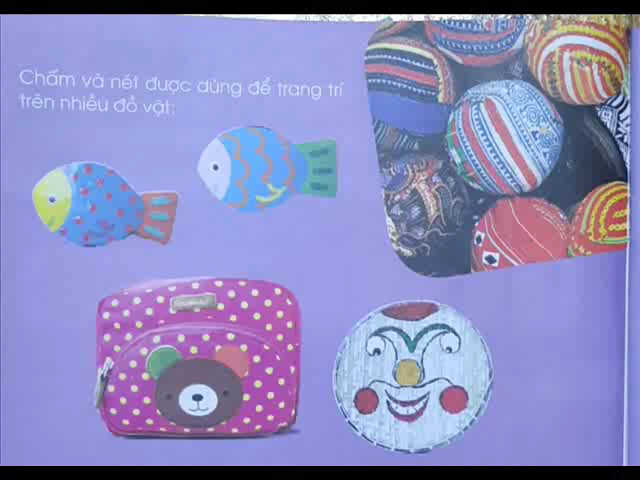 Chấm và nét được dùng để trang trí
trên nhiều đồ vật: